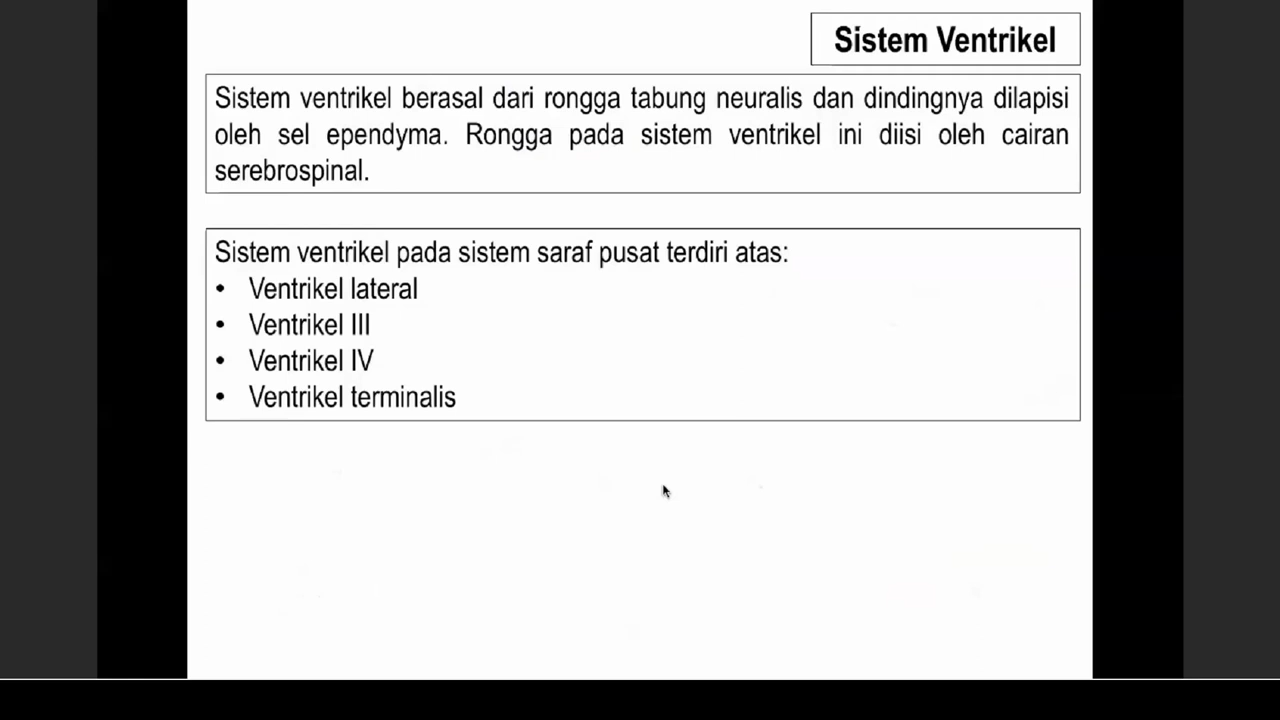 Sistem Ventrikel
Sistem ventrikel berasal dari rongga tabung neuralis dan dindingnya dilapisi
oleh sel ependyma. Rongga pada sistem ventrikel ini diisi oleh cairan
serebrospinal.
Sistem ventrikel pada sistem saraf pusat terdiri atas:
• Ventrikel lateral
• Ventrikel III
• Ventrikel IV
• Ventrikel terminalis